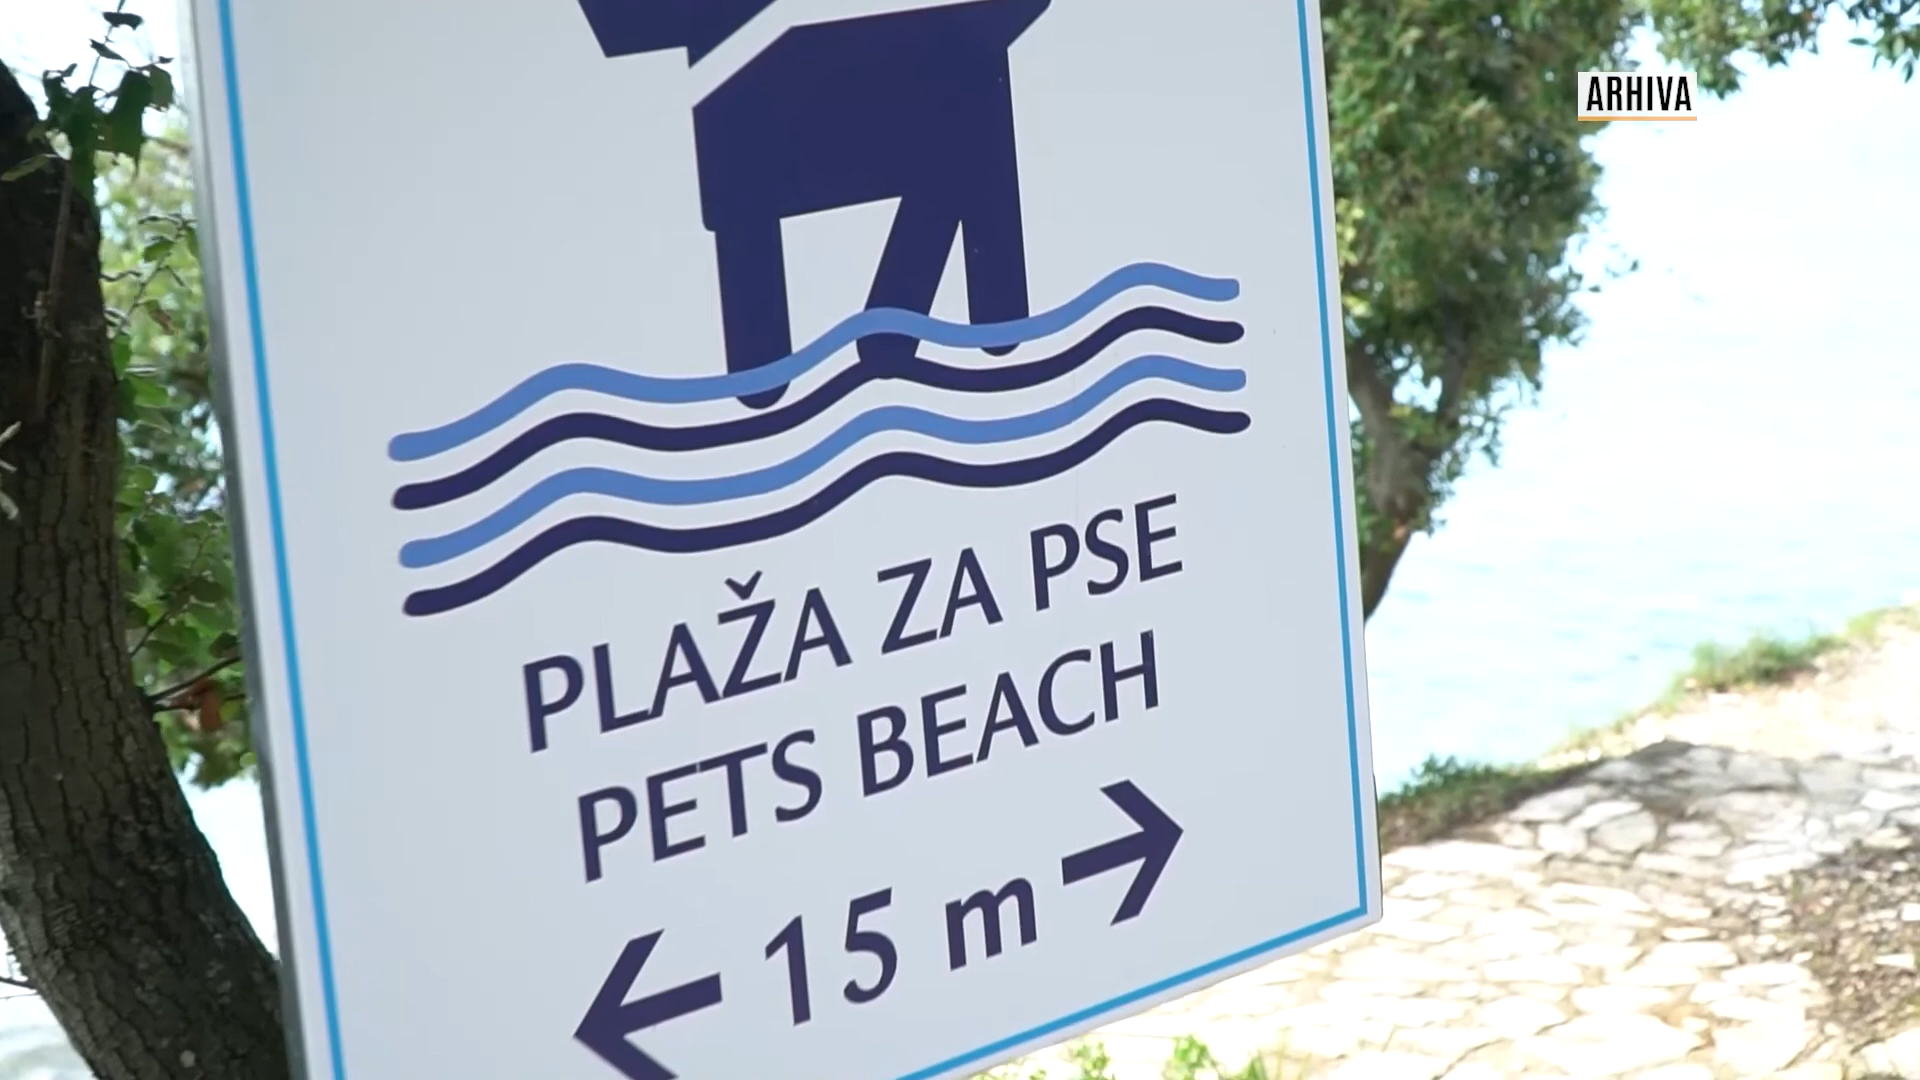 ARHIVA
PLAŽA ZA PSE
PETS BEACH
← 15 m →